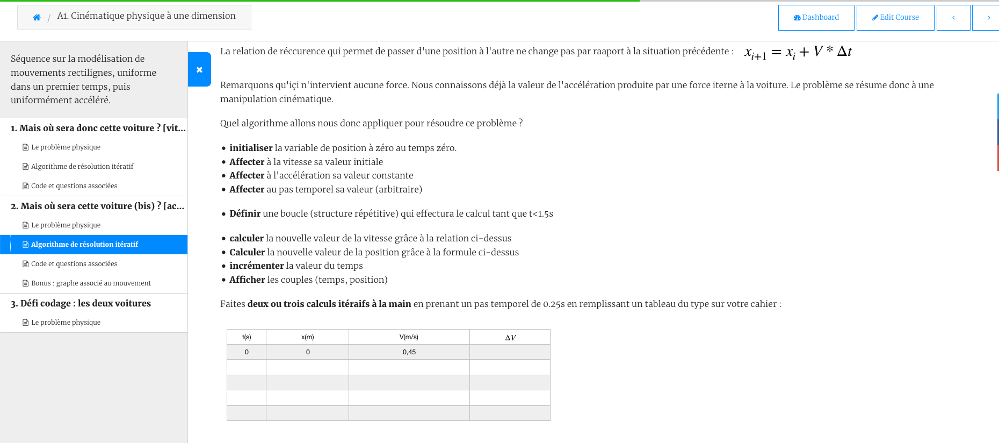 / A1. Cinématique physique à une dimension
Dashboard
Edit Course
‹
›
Séquence sur la modélisation de
mouvements rectilignes, uniforme
dans un premier temps, puis
uniformément accéléré.
1. Mais où sera donc cette voiture ? [vit...
Le problème physique
Algorithme de résolution itératif
Code et questions associées
2. Mais où sera cette voiture (bis) ? [ac...
Le problème physique
Algorithme de résolution itératif
Code et questions associées
Bonus : graphe associé au mouvement
3. Défi codage : les deux voitures
Le problème physique
La relation de réccurence qui permet de passer d'une position à l'autre ne change pas par raaport à la situation précédente : x_{i+1} = x_i + V * Δt
Remarquons qu'içi n'intervient aucune force. Nous connaissons déjà la valeur de l'accélération produite par une force iterne à la voiture. Le problème se résume donc à une
manipulation cinématique.
Quel algorithme allons nous donc appliquer pour résoudre ce problème ?
• initialiser la variable de position à zéro au temps zéro.
• Affecter à la vitesse sa valeur initiale
• Affecter à l'accélération sa valeur constante
• Affecter au pas temporel sa valeur (arbitraire)
• Définir une boucle (structure répétitive) qui effectura le calcul tant que t<1.5s
• calculer la nouvelle valeur de la vitesse grâce à la relation ci-dessus
• Calculer la nouvelle valeur de la position grâce à la formule ci-dessus
• incrémenter la valeur du temps
• Afficher les couples (temps, position)
Faites deux ou trois calculs itéraifs à la main en prenant un pas temporel de 0.25s en remplissant un tableau du type sur votre cahier :
t(s) x(m) V(m/s) ΔV
0 0 0,45